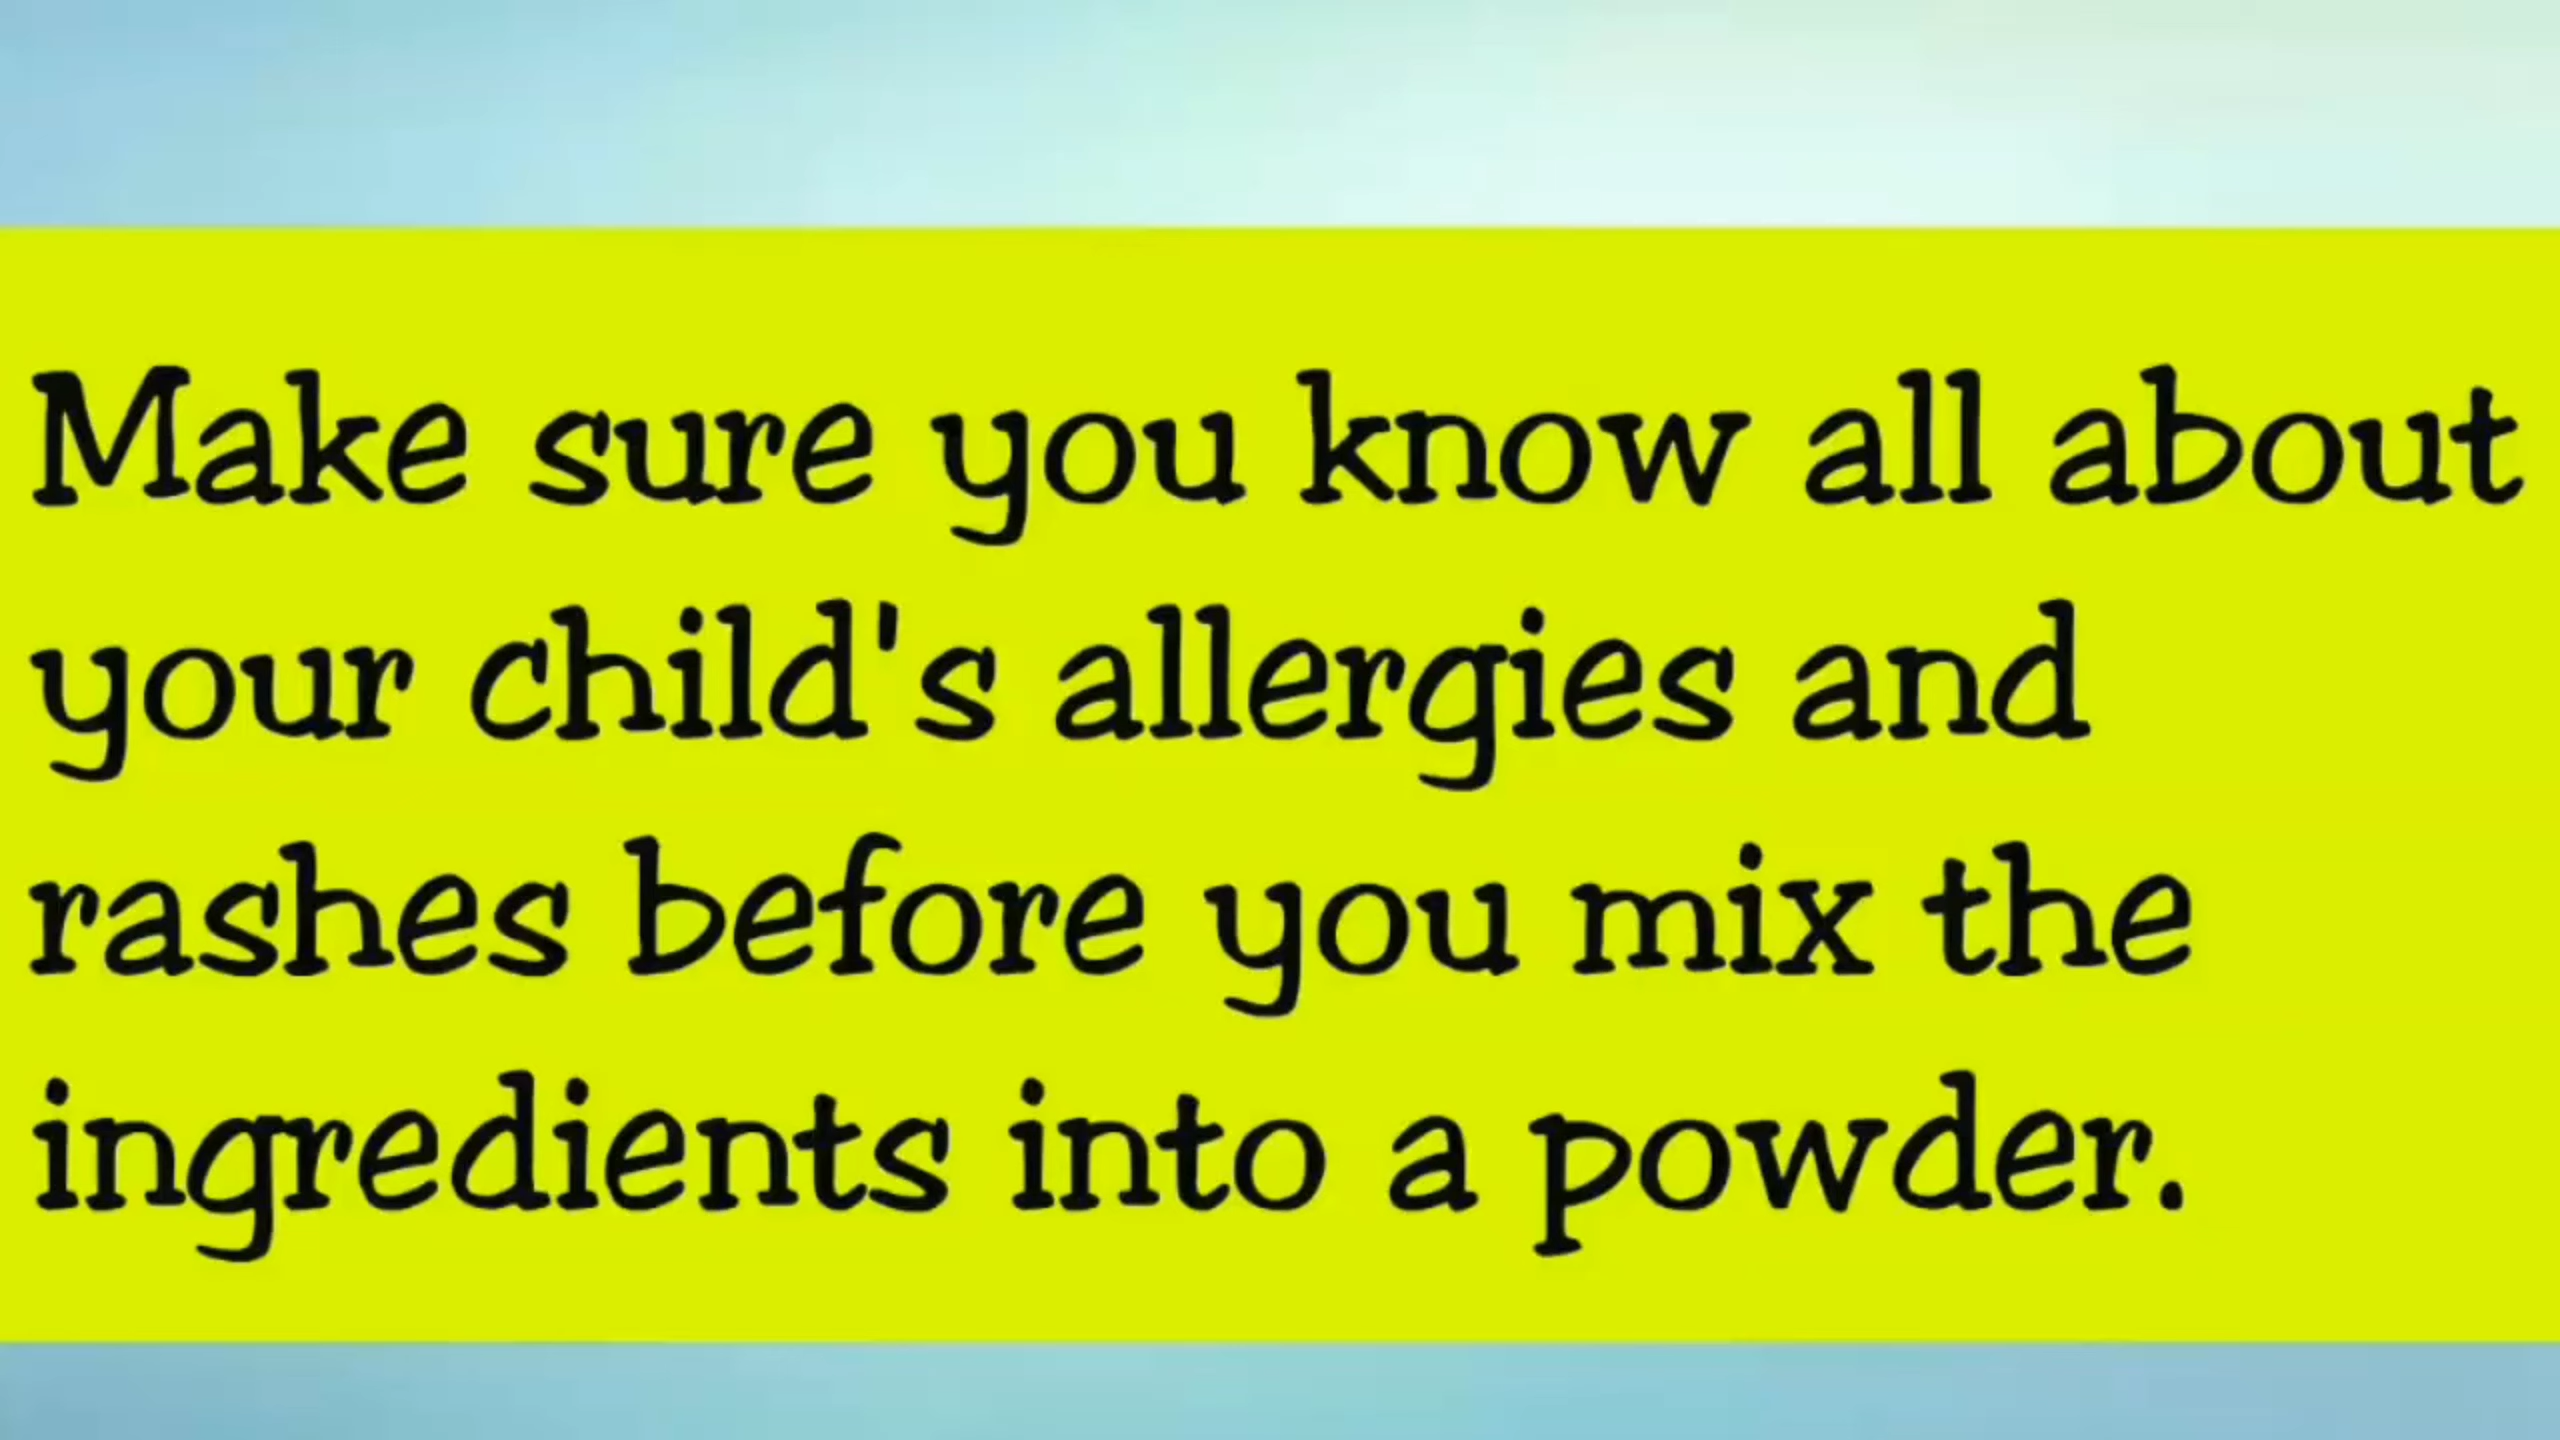 Make sure you know all about
your child's allergies and
rashes before you mix the
ingredients into a powder.